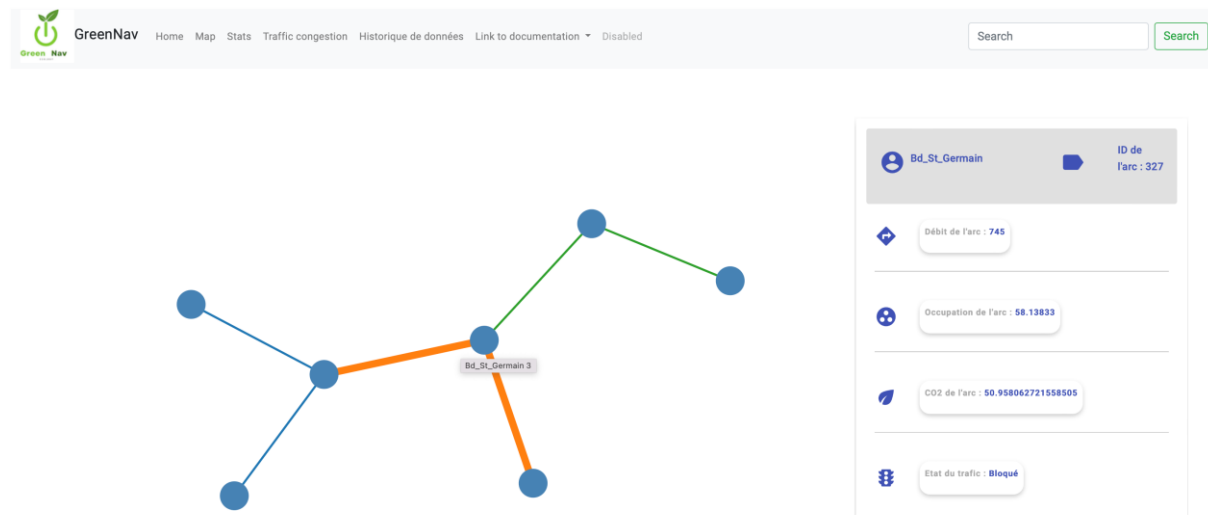 GreenNav Home Map Stats Traffic congestion Historique de données Link to documentation Disabled Search Search
Green Nav
Bd_St_Germain
ID de
l'arc : 327
Débit de l'arc : 745
Bd_St_Germain 3
Occupation de l'arc : 58.13833
CO2 de l'arc : 50.958062721558505
Etat du trafic : Bloqué